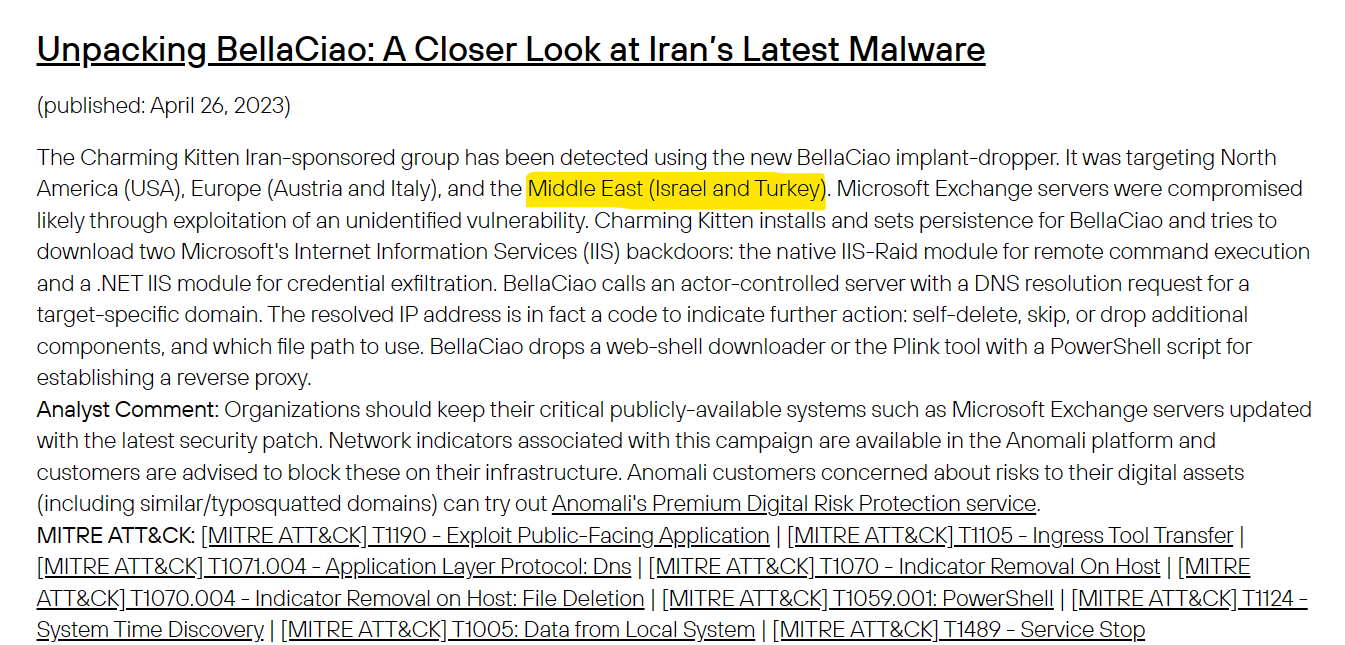 Unpacking BellaCiao: A Closer Look at Iran's Latest Malware
(published: April 26, 2023)
The Charming Kitten Iran-sponsored group has been detected using the new BellaCiao implant-dropper. It was targeting North
America (USA), Europe (Austria and Italy), and the Middle East (Israel and Turkey). Microsoft Exchange servers were compromised
likely through exploitation of an unidentified vulnerability. Charming Kitten installs and sets persistence for BellaCiao and tries to
download two Microsoft's Internet Information Services (IIS) backdoors: the native IIS-Raid module for remote command execution
and a .NET IIS module for credential exfiltration. BellaCiao calls an actor-controlled server with a DNS resolution request for a
target-specific domain. The resolved IP address is in fact a code to indicate further action: self-delete, skip, or drop additional
components, and which file path to use. BellaCiao drops a web-shell downloader or the Plink tool with a PowerShell script for
establishing a reverse proxy.
Analyst Comment: Organizations should keep their critical publicly-available systems such as Microsoft Exchange servers updated
with the latest security patch. Network indicators associated with this campaign are available in the Anomali platform and
customers are advised to block these on their infrastructure. Anomali customers concerned about risks to their digital assets
(including similar/typosquatted domains) can try out Anomali's Premium Digital Risk Protection service.
MITRE ATT&CK: [MITRE ATT&CK] T1190 - Exploit Public-Facing Application | [MITRE ATT&CK] T1105 - Ingress Tool Transfer |
[MITRE ATT&CK] T1071.004 - Application Layer Protocol: Dns | [MITRE ATT&CK] T1070 - Indicator Removal On Host | [MITRE
ATT&CK] T1070.004 - Indicator Removal on Host: File Deletion | [MITRE ATT&CK] T1059.001: PowerShell | [MITRE ATT&CK] T1124 -
System Time Discovery | [MITRE ATT&CK] T1005: Data from Local System | [MITRE ATT&CK] T1489 - Service Stop